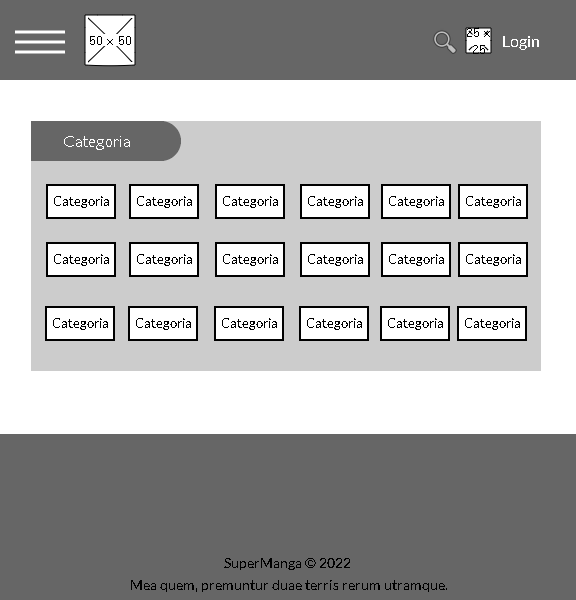 50 × 50
25 ×
25
Login
Categoria
Categoria Categoria Categoria Categoria Categoria Categoria
Categoria Categoria Categoria Categoria Categoria Categoria
Categoria Categoria Categoria Categoria Categoria Categoria
SuperManga © 2022
Mea quem, premuntur duae terris rerum utramque.